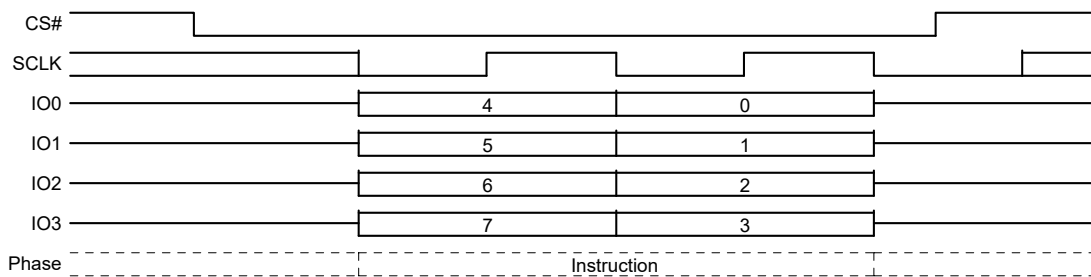 CS#
SCLK
IO0 4 0
IO1 5 1
IO2 6 2
IO3 7 3
Phase Instruction